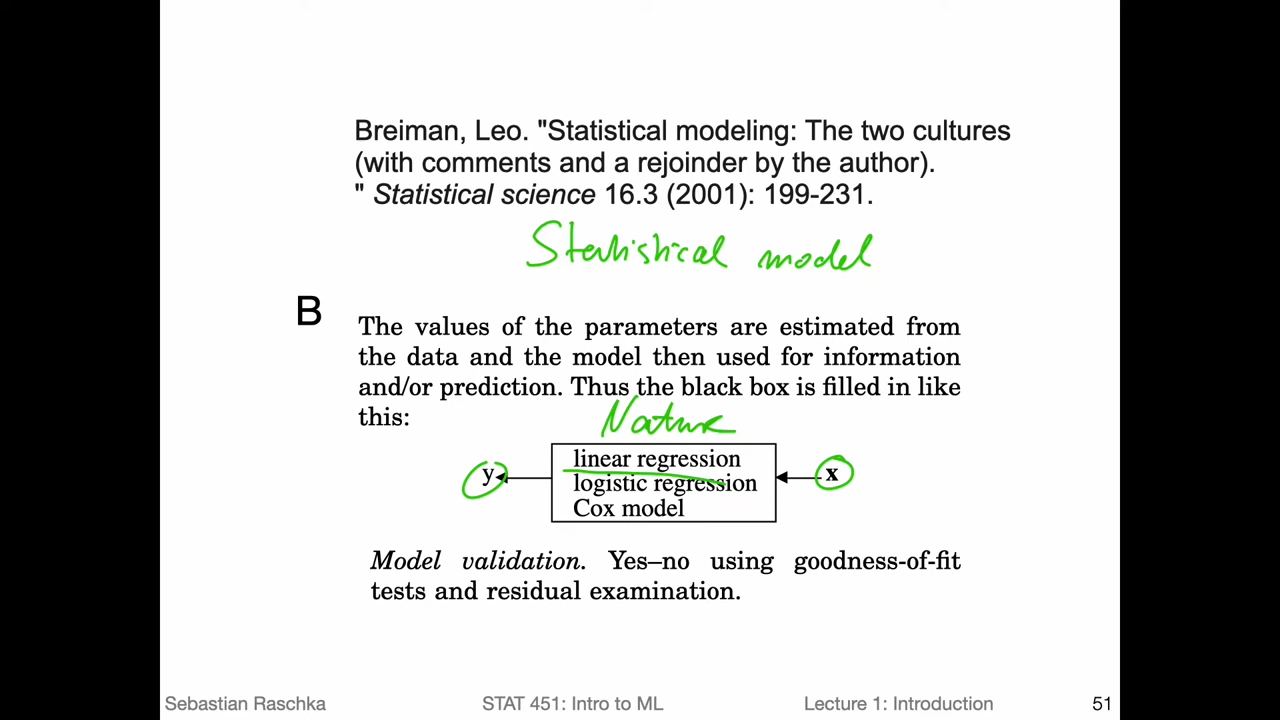 Breiman, Leo. "Statistical modeling: The two cultures
(with comments and a rejoinder by the author).
" Statistical science 16.3 (2001): 199-231.
Statistical model
B
The values of the parameters are estimated from
the data and the model then used for information
and/or prediction. Thus the black box is filled in like
this:
Nature
y
linear regression
logistic regression
Cox model
x
Model validation. Yes–no using goodness-of-fit
tests and residual examination.
Sebastian Raschka STAT 451: Intro to ML Lecture 1: Introduction 51